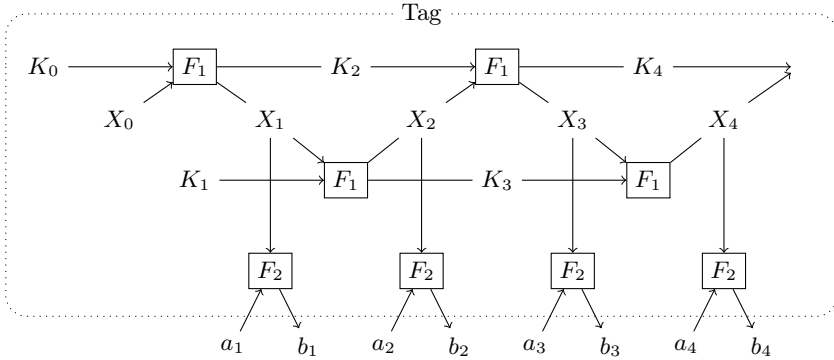 Tag
K₀ F₁ K₂ F₁ K₄
X₀ X₁ X₂ X₃ X₄
K₁ F₁ K₃ F₁
F₂ F₂ F₂ F₂
a₁ b₁ a₂ b₂ a₃ b₃ a₄ b₄